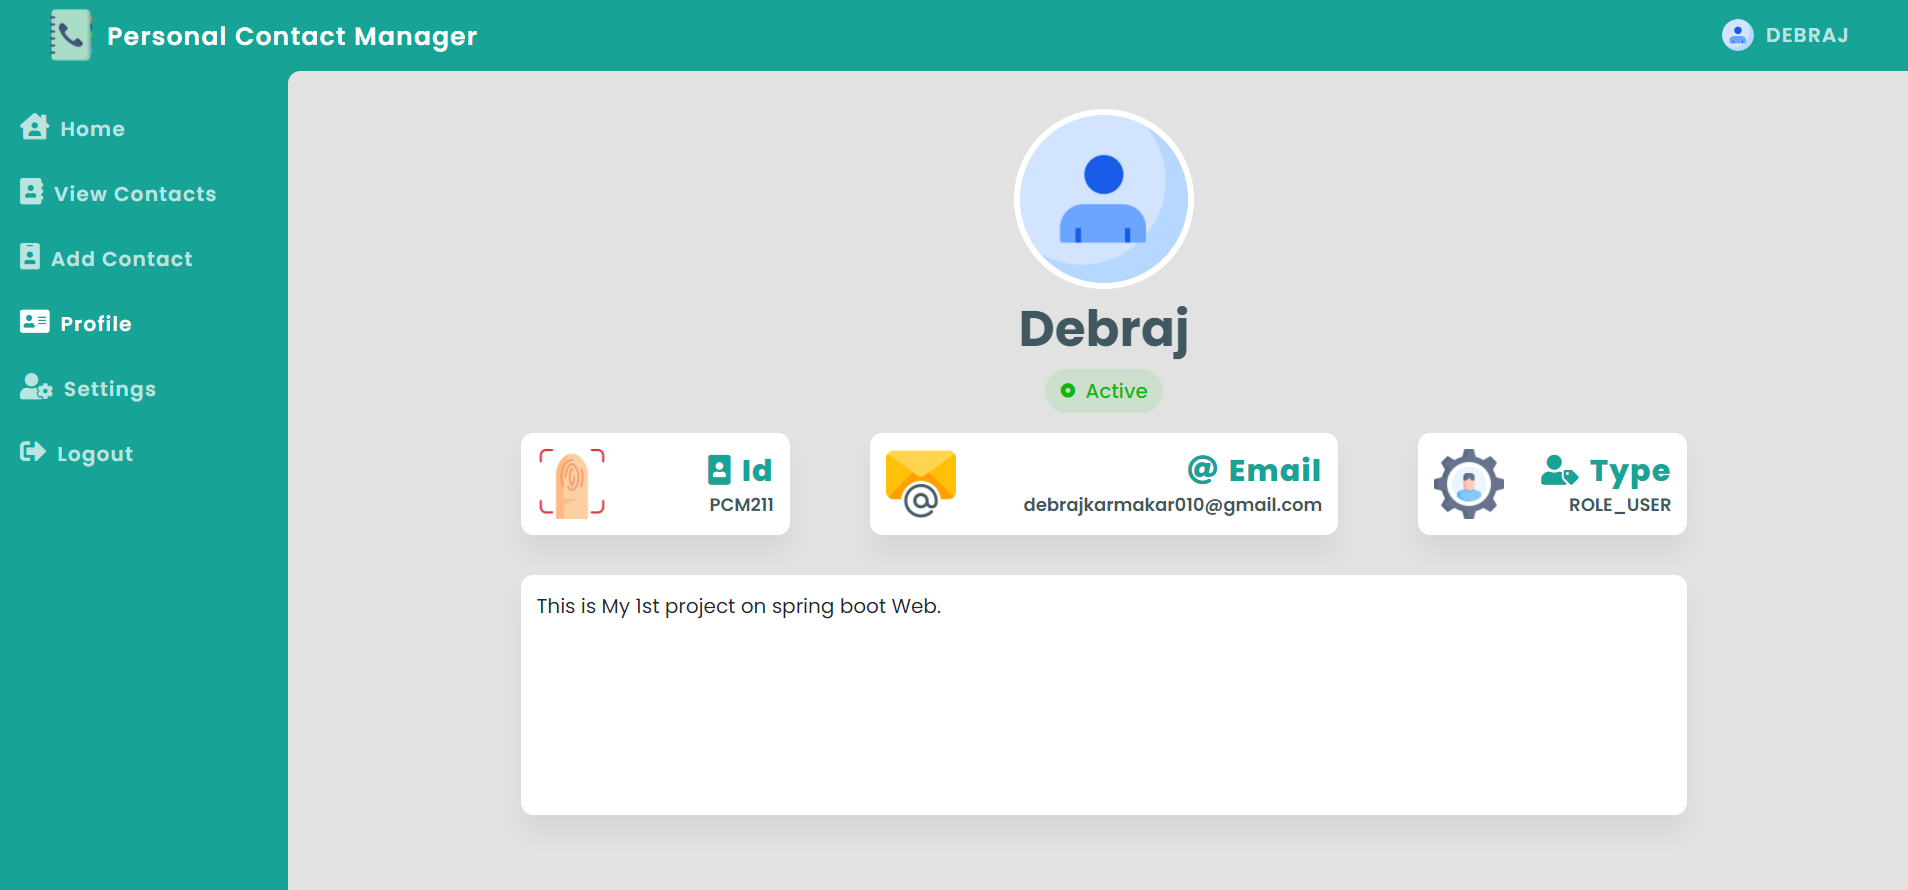 Personal Contact Manager
DEBRAJ
Home
View Contacts
Add Contact
Profile
Settings
Logout
Debraj
Active
Id
PCM211
@ Email
debrajkarmakar010@gmail.com
Type
ROLE_USER
This is My 1st project on spring boot Web.